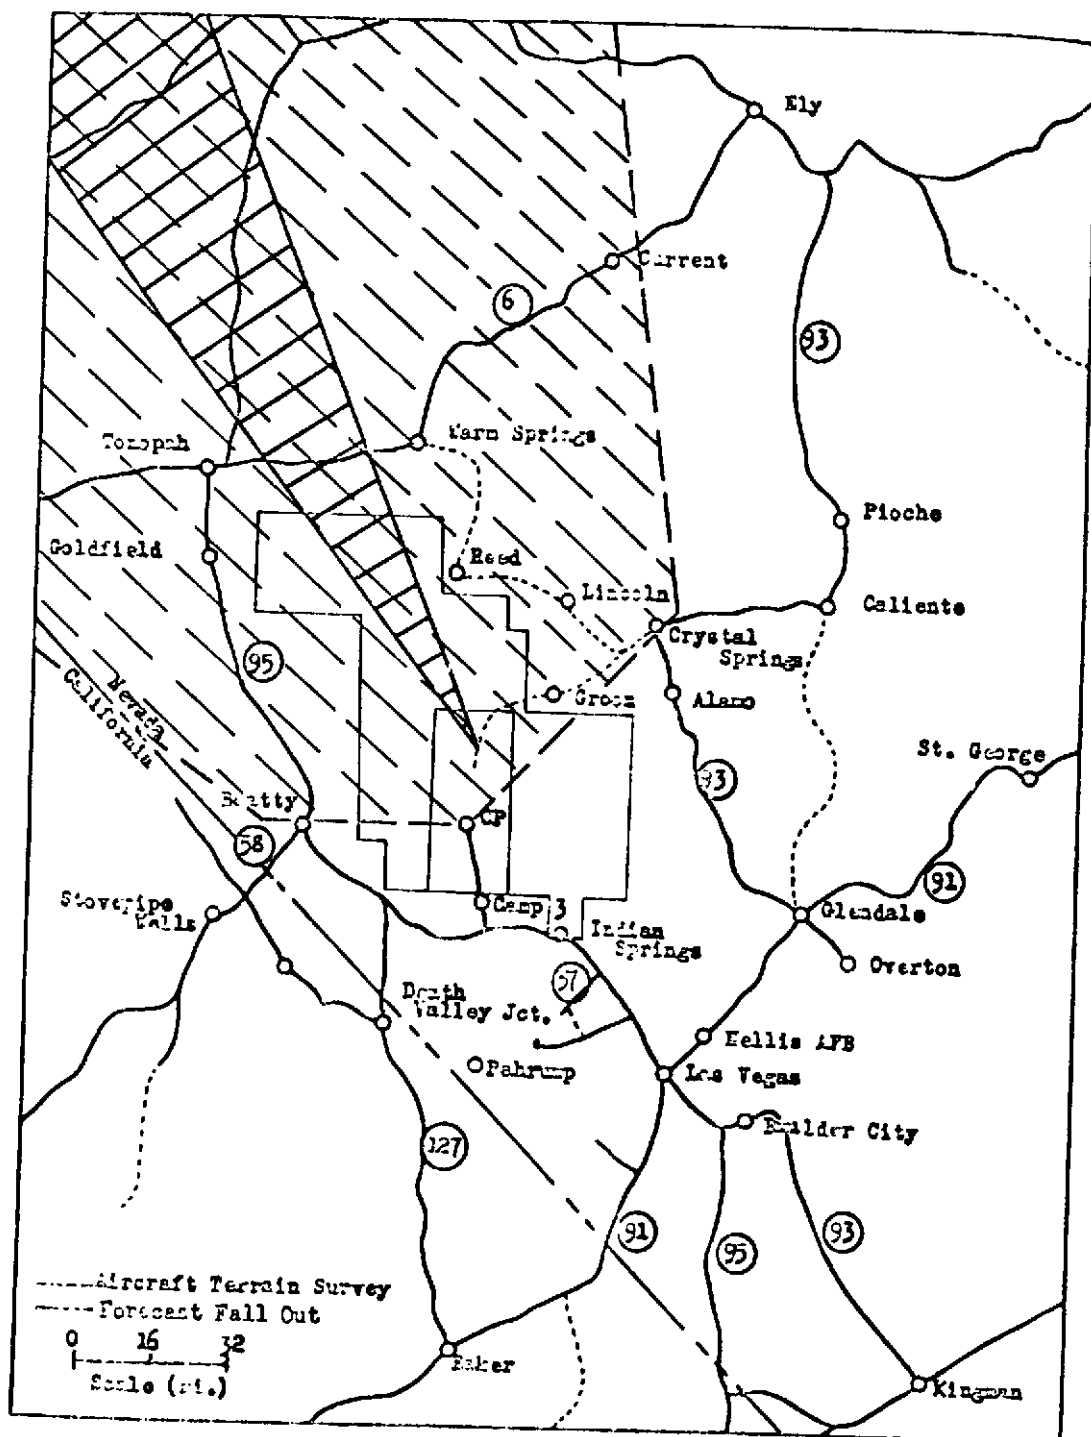 Ely
Current
6
93
Tonopah
Warm Springs
Pioche
Goldfield
Reed
Lincoln
Caliente
Crystal
Springs
95
Groom
Alamo
Nevada
California
St. George
93
Beatty
CP
58
91
Stovepipe
Wells
Camp 3
Glendale
Indian
Springs
Overton
57
Death
Valley Jct.
Nellis AFB
Pahrump
Las Vegas
Boulder City
127
91
95
93
Aircraft Terrain Survey
Forecast Fall Out
0 16 32
Scale (mi.)
Baker
Kingman